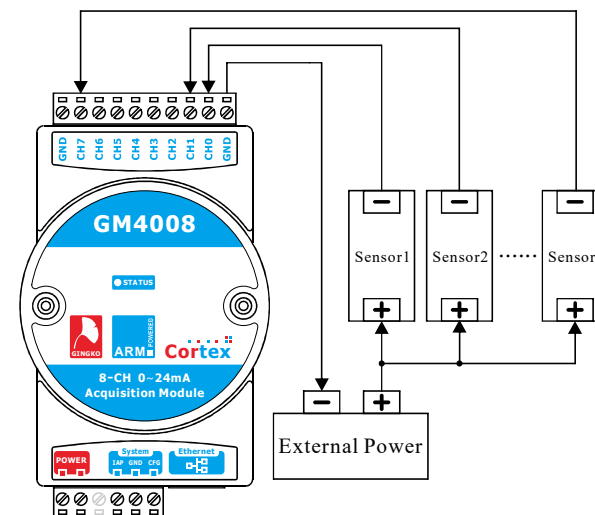 GND CH7 CH6 CH5 CH4 CH3 CH2 CH1 CH0 GND
GM4008
STATUS
GINGKO
ARM POWERED
Cortex
8-CH 0~24mA
Acquisition Module
POWER
System
IAP GND CFG
Ethernet
Sensor1
Sensor2
······
Sensor
- - -
+ + +
- +
External Power